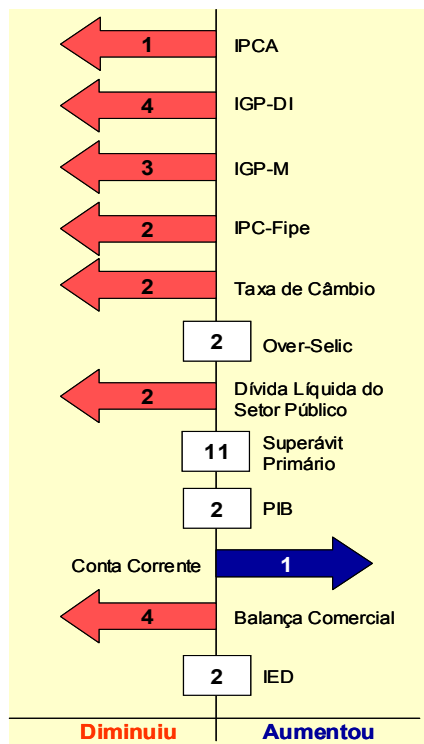 1 IPCA
4 IGP-DI
3 IGP-M
2 IPC-Fipe
2 Taxa de Câmbio
2 Over-Selic
2 Dívida Líquida do
Setor Público
11 Superávit
Primário
2 PIB
Conta Corrente 1
4 Balança Comercial
2 IED
Diminuiu Aumentou